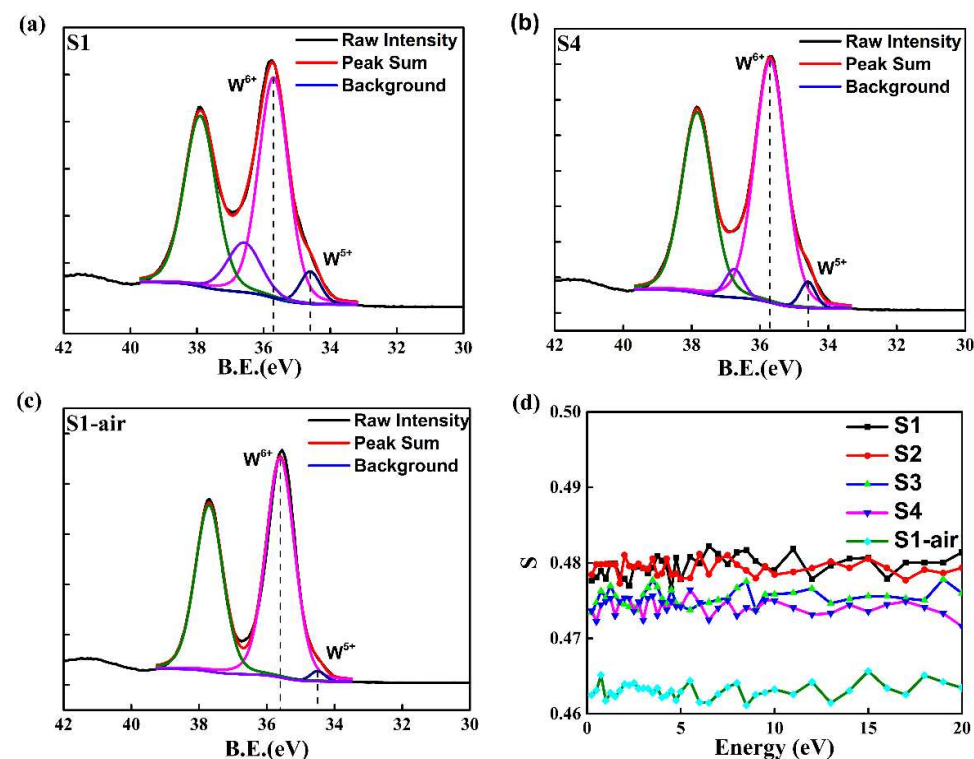 (a)
S1
Raw Intensity
Peak Sum
Background
W6+
W5+
42 40 38 36 34 32 30
B.E.(eV)
(b)
S4
Raw Intensity
Peak Sum
Background
W6+
W5+
42 40 38 36 34 32 30
B.E.(eV)
(c)
S1-air
Raw Intensity
Peak Sum
Background
W6+
W5+
42 40 38 36 34 32 30
B.E.(eV)
(d)
0.50
0.49
0.48
0.47
0.46
S
S1
S2
S3
S4
S1-air
0 5 10 15 20
Energy (eV)